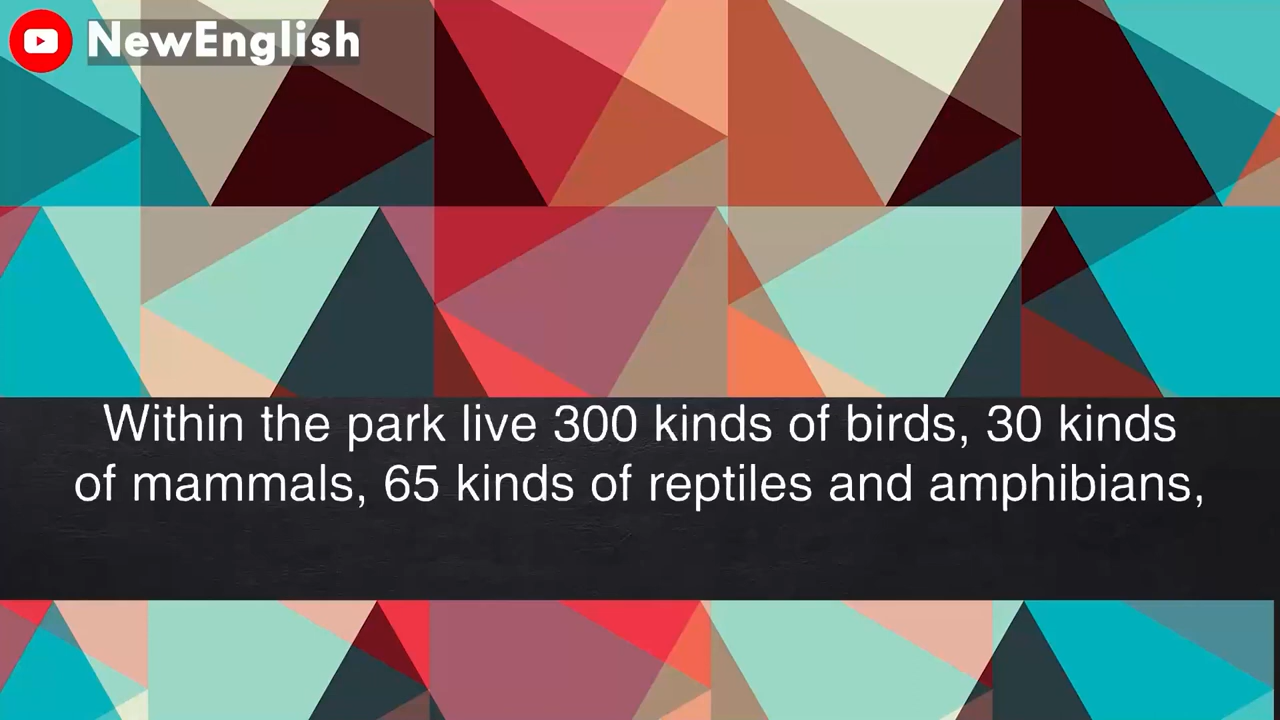 NewEnglish
Within the park live 300 kinds of birds, 30 kinds
of mammals, 65 kinds of reptiles and amphibians,